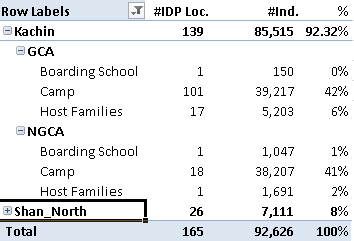 Row Labels #IDP Loc. #Ind. %
Kachin 139 85,515 92.32%
GCA
Boarding School 1 150 0%
Camp 101 39,217 42%
Host Families 17 5,203 6%
NGCA
Boarding School 1 1,047 1%
Camp 18 38,207 41%
Host Families 1 1,691 2%
Shan_North 26 7,111 8%
Total 165 92,626 100%